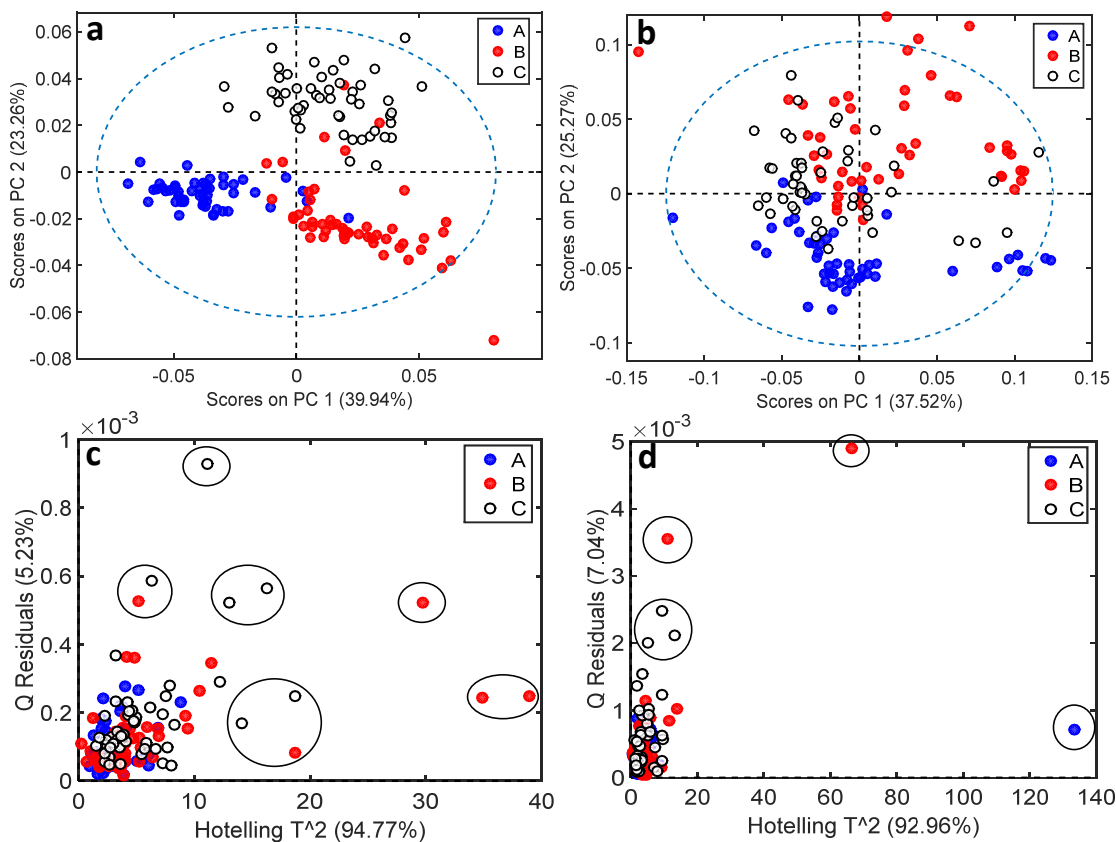 a
A
B
C
0.06
0.04
0.02
0
-0.02
-0.04
-0.06
-0.08
-0.05
0
0.05
Scores on PC 2 (23.26%)
Scores on PC 1 (39.94%)
b
A
B
C
0.1
0.05
0
-0.05
-0.1
-0.15
-0.1
-0.05
0
0.05
0.1
0.15
Scores on PC 2 (25.27%)
Scores on PC 1 (37.52%)
×10^-3
c
A
B
C
1
0.8
0.6
0.4
0.2
0
0
10
20
30
40
Q Residuals (5.23%)
Hotelling T^2 (94.77%)
×10^-3
d
A
B
C
5
4
3
2
1
0
0
20
40
60
80
100
120
140
Q Residuals (7.04%)
Hotelling T^2 (92.96%)